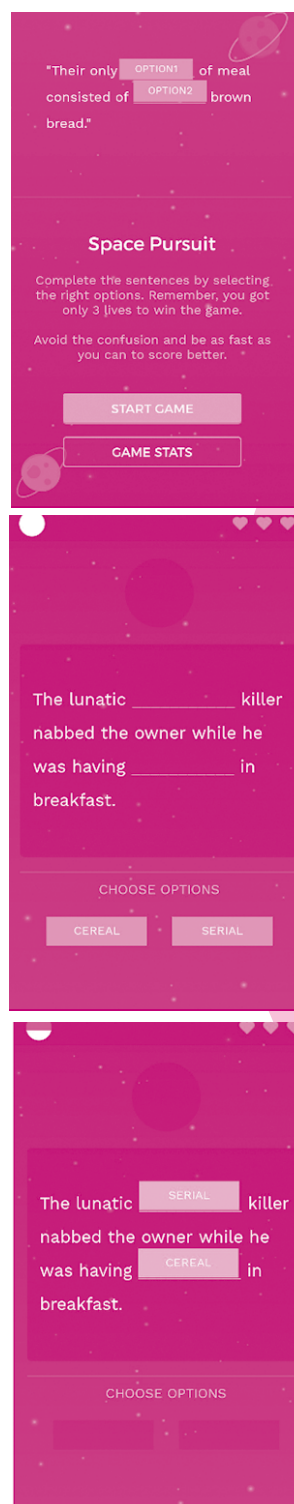 "Their only OPTION1 of meal
consisted of OPTION2 brown
bread."
Space Pursuit
Complete the sentences by selecting
the right options. Remember, you got
only 3 lives to win the game.
Avoid the confusion and be as fast as
you can to score better.
START GAME
GAME STATS
The lunatic ___________ killer
nabbed the owner while he
was having ___________ in
breakfast.
CHOOSE OPTIONS
CEREAL SERIAL
The lunatic SERIAL killer
nabbed the owner while he
was having CEREAL in
breakfast.
CHOOSE OPTIONS